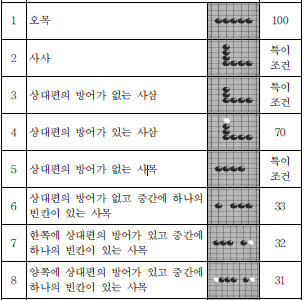 1 오목 100
2 사사 특이
조건
3 상대편의 방어가 없는 사삼 특이
조건
4 상대편의 방어가 있는 사삼 70
5 상대편의 방어가 없는 사목 특이
조건
6 상대편의 방어가 없고 중간에 하나의
빈칸이 있는 사목 33
7 한쪽에 상대편의 방어가 있고 중간에
하나의 빈칸이 있는 사목 32
8 양쪽에 상대편의 방어가 있고 중간에
하나의 빈칸이 있는 사목 31